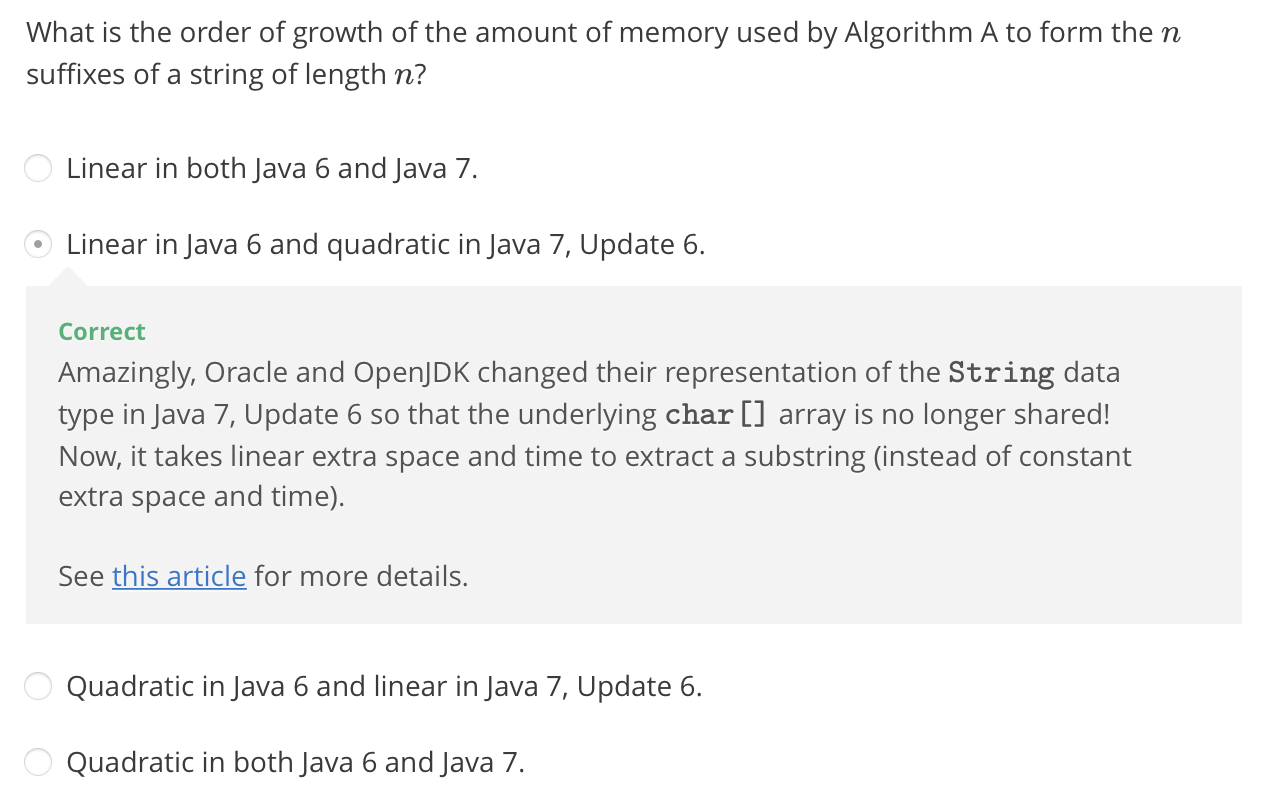 What is the order of growth of the amount of memory used by Algorithm A to form the n
suffixes of a string of length n?
Linear in both Java 6 and Java 7.
Linear in Java 6 and quadratic in Java 7, Update 6.
Correct
Amazingly, Oracle and OpenJDK changed their representation of the String data
type in Java 7, Update 6 so that the underlying char[] array is no longer shared!
Now, it takes linear extra space and time to extract a substring (instead of constant
extra space and time).
See this article for more details.
Quadratic in Java 6 and linear in Java 7, Update 6.
Quadratic in both Java 6 and Java 7.